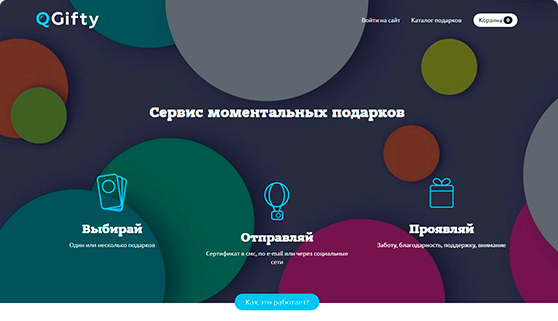 QGifty
Войти на сайт
Каталог подарков
Корзина 0
Сервис моментальных подарков
Выбирай
Один или несколько подарков
Отправляй
Сертификат в смс, по e-mail или через социальные
сети
Проявляй
Заботу, благодарность, поддержку, внимание
Как это работает?